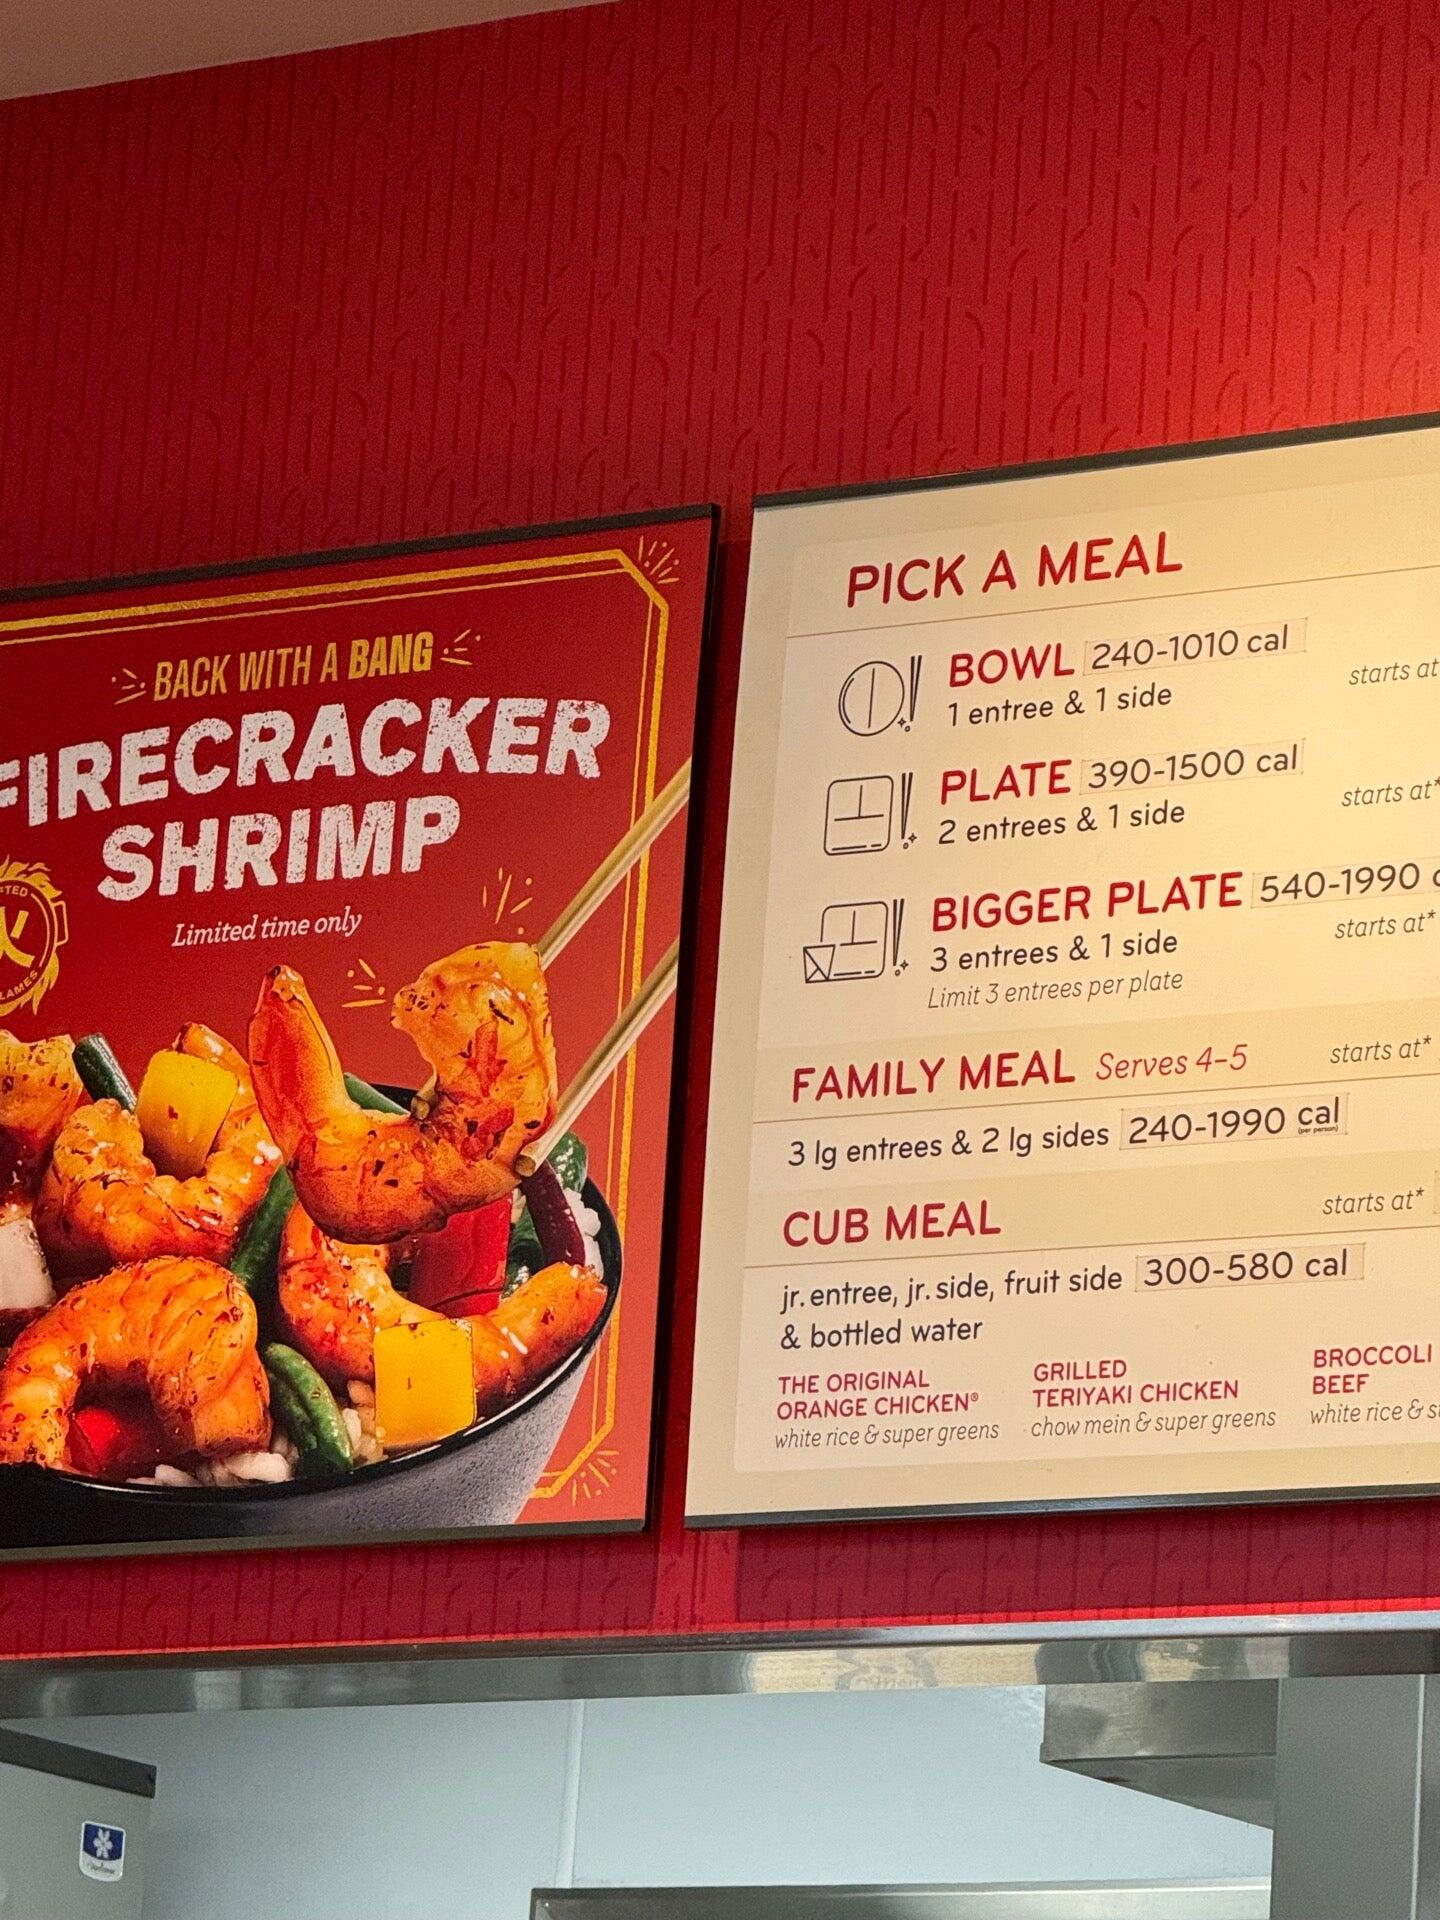 BACK WITH A BANG
FIRECRACKER
SHRIMP
Limited time only
PICK A MEAL
BOWL 240-1010 cal
1 entree & 1 side
starts at
PLATE 390-1500 cal
2 entrees & 1 side
starts at*
BIGGER PLATE 540-1990 c
3 entrees & 1 side
starts at*
Limit 3 entrees per plate
FAMILY MEAL Serves 4-5
starts at*
3 lg entrees & 2 lg sides 240-1990 cal
(per person)
CUB MEAL
starts at*
jr. entree, jr. side, fruit side 300-580 cal
& bottled water
THE ORIGINAL
ORANGE CHICKEN®
white rice & super greens
GRILLED
TERIYAKI CHICKEN
chow mein & super greens
BROCCOLI
BEEF
white rice & s